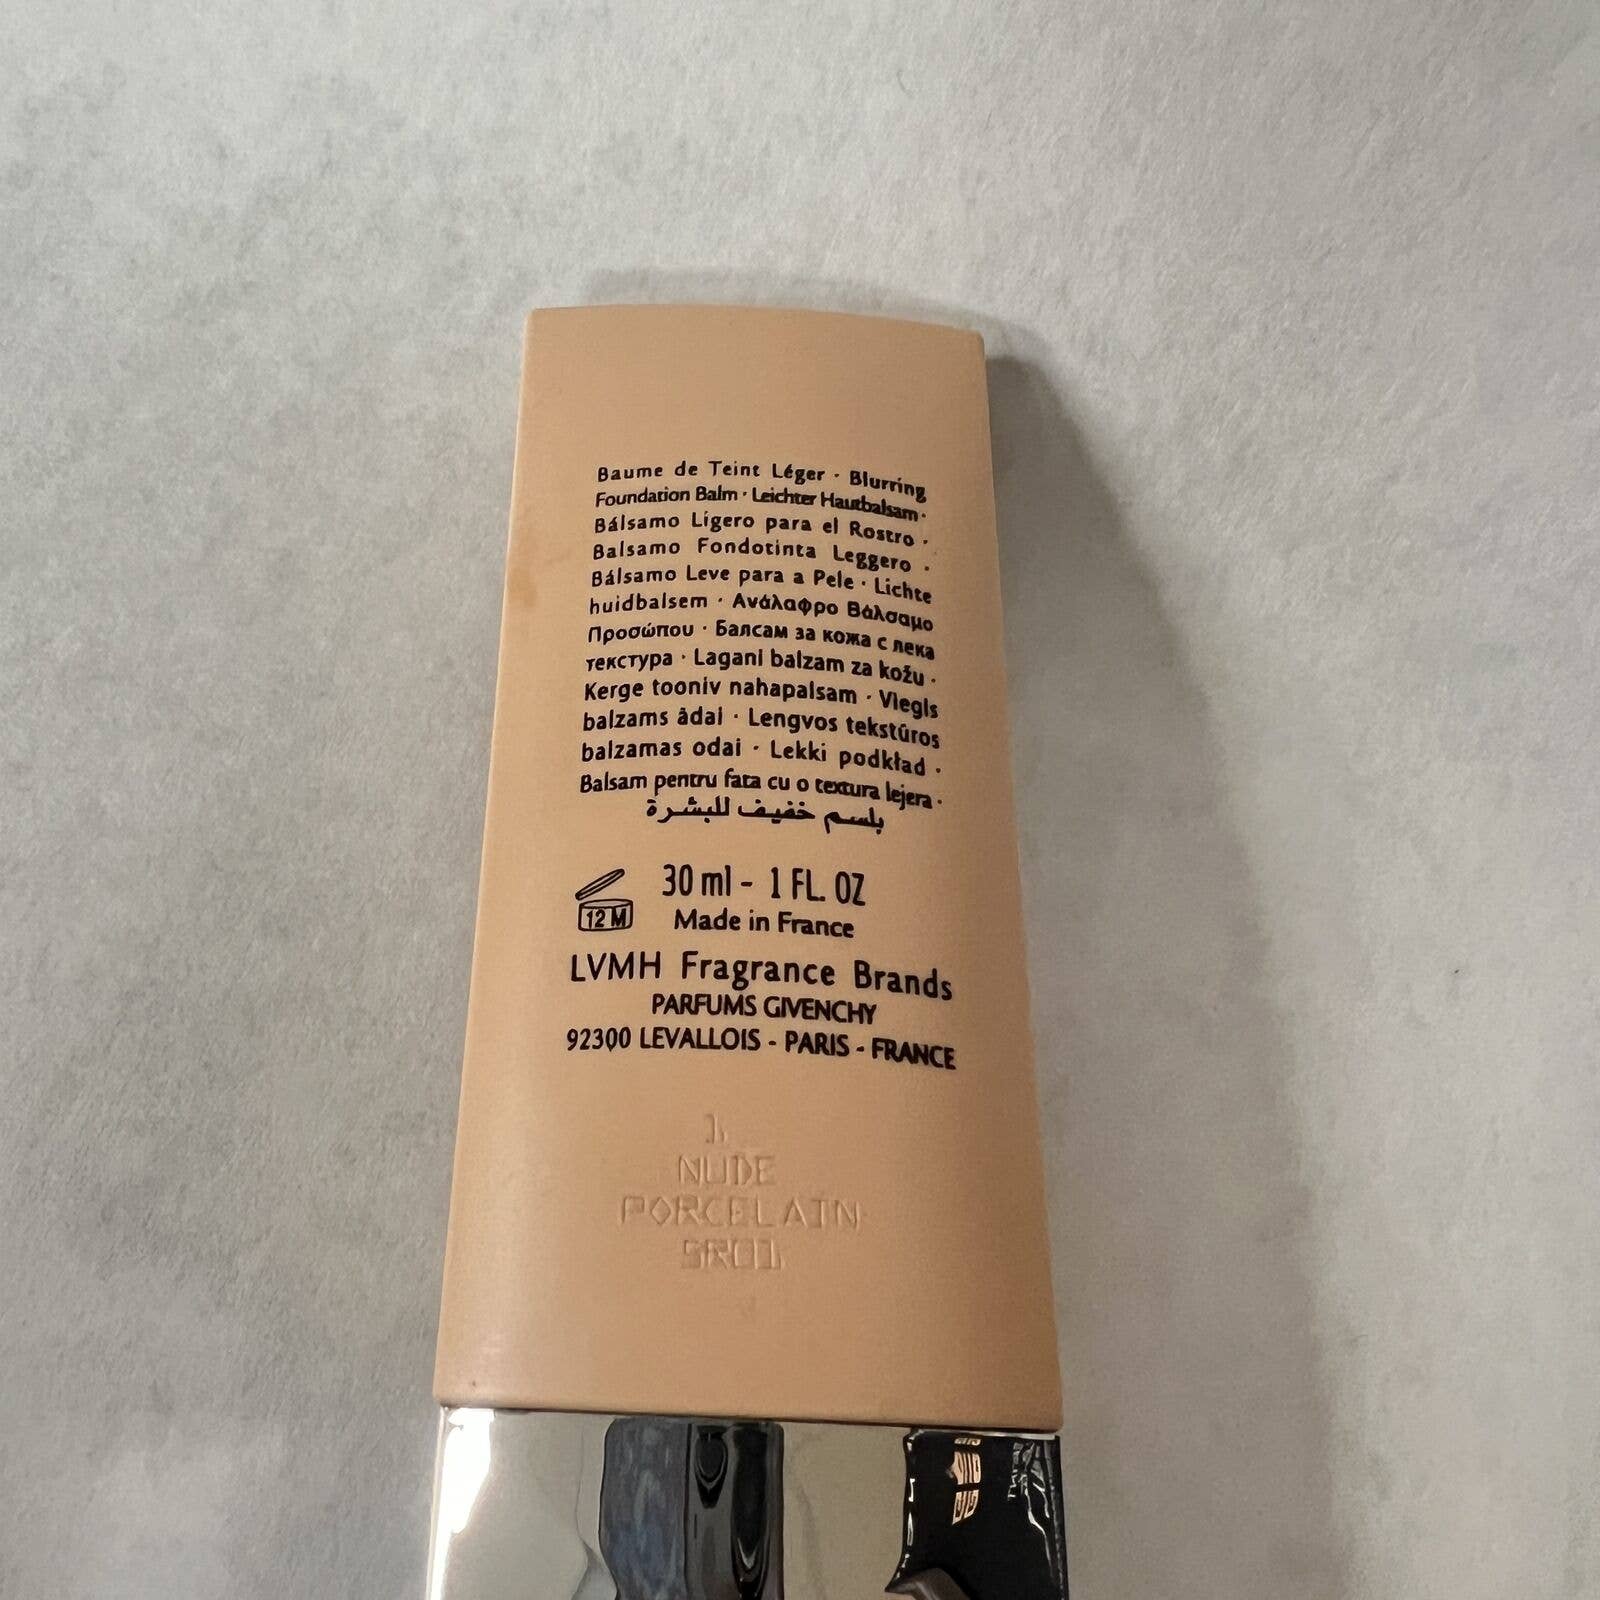 Baume de Teint Léger · Blurring
Foundation Balm · Leichter Hautbalsam ·
Bálsamo Ligero para el Rostro ·
Balsamo Fondotinta Leggero ·
Bálsamo Leve para a Pele · Lichte
huidbalsem · Ανάλαφρο Βάλσαμο
Προσώπου · Балсам за кожа с лека
текстура · Lagani balzam za kožu ·
Kerge tooniv nahapalsam · Viegls
balzams ādai · Lengvos tekstūros
balzamas odai · Lekki podkład ·
Balsam pentru fata cu o textura lejera ·
بلسم خفيف للبشرة
12 M
30 ml - 1 FL. OZ
Made in France
LVMH Fragrance Brands
PARFUMS GIVENCHY
92300 LEVALLOIS - PARIS - FRANCE
1
NUDE
PORCELAIN